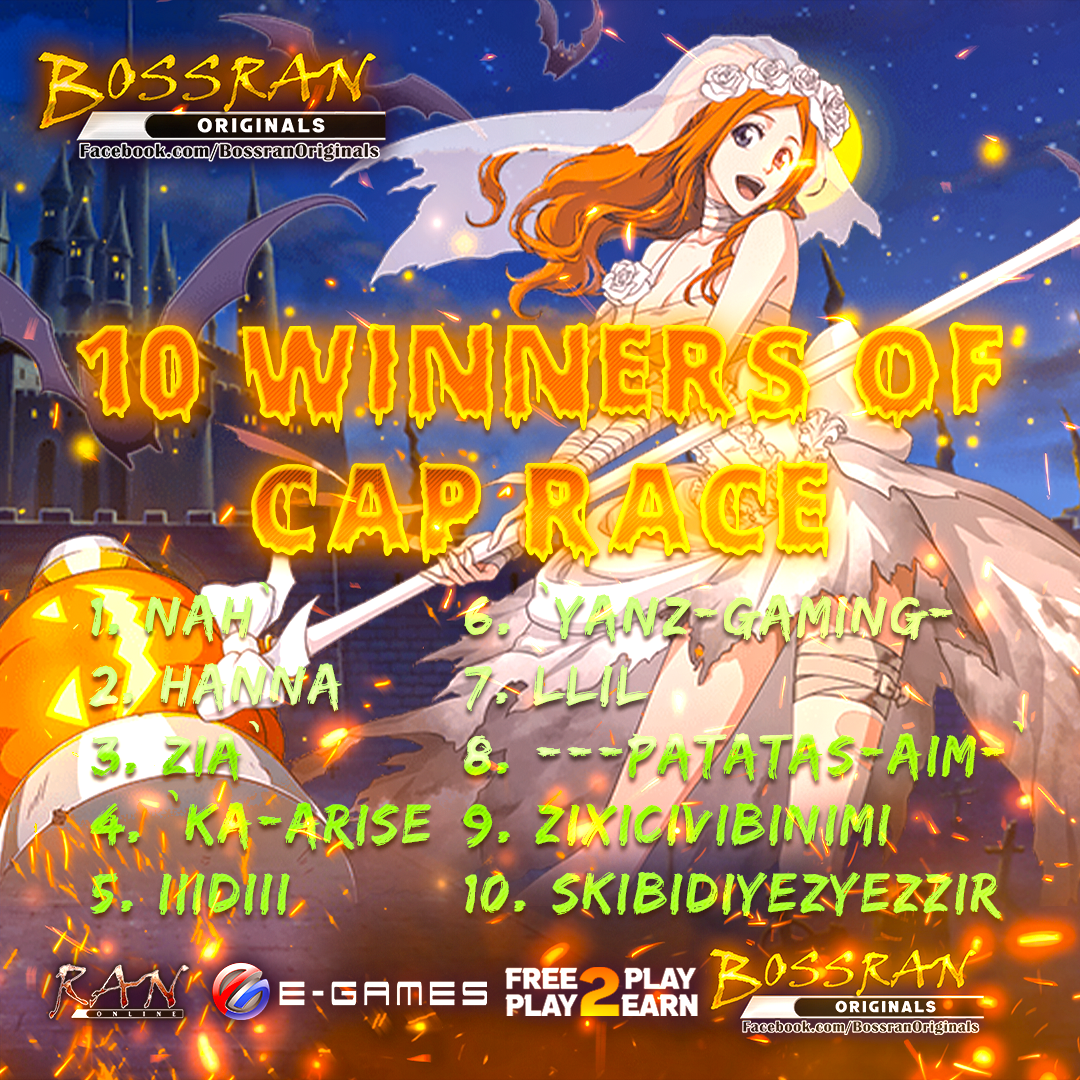 BOSSRAN
ORIGINALS
Facebook.com/BossranOriginals
10 WINNERS OF
CAP RACE
1. NAH`
2. HANNA
3. ZIA`
4. `KA-ARISE
5. IIIDIII
6. `YANZ-GAMING-
7. LLIL
8. ---PATATAS-AIM-`
9. ZIXICIVIBINIMI
10. SKIBIDIYEZYEZZIR
RAN
ONLINE
E-GAMES
FREE 2 PLAY
PLAY EARN
BOSSRAN
ORIGINALS
Facebook.com/BossranOriginals